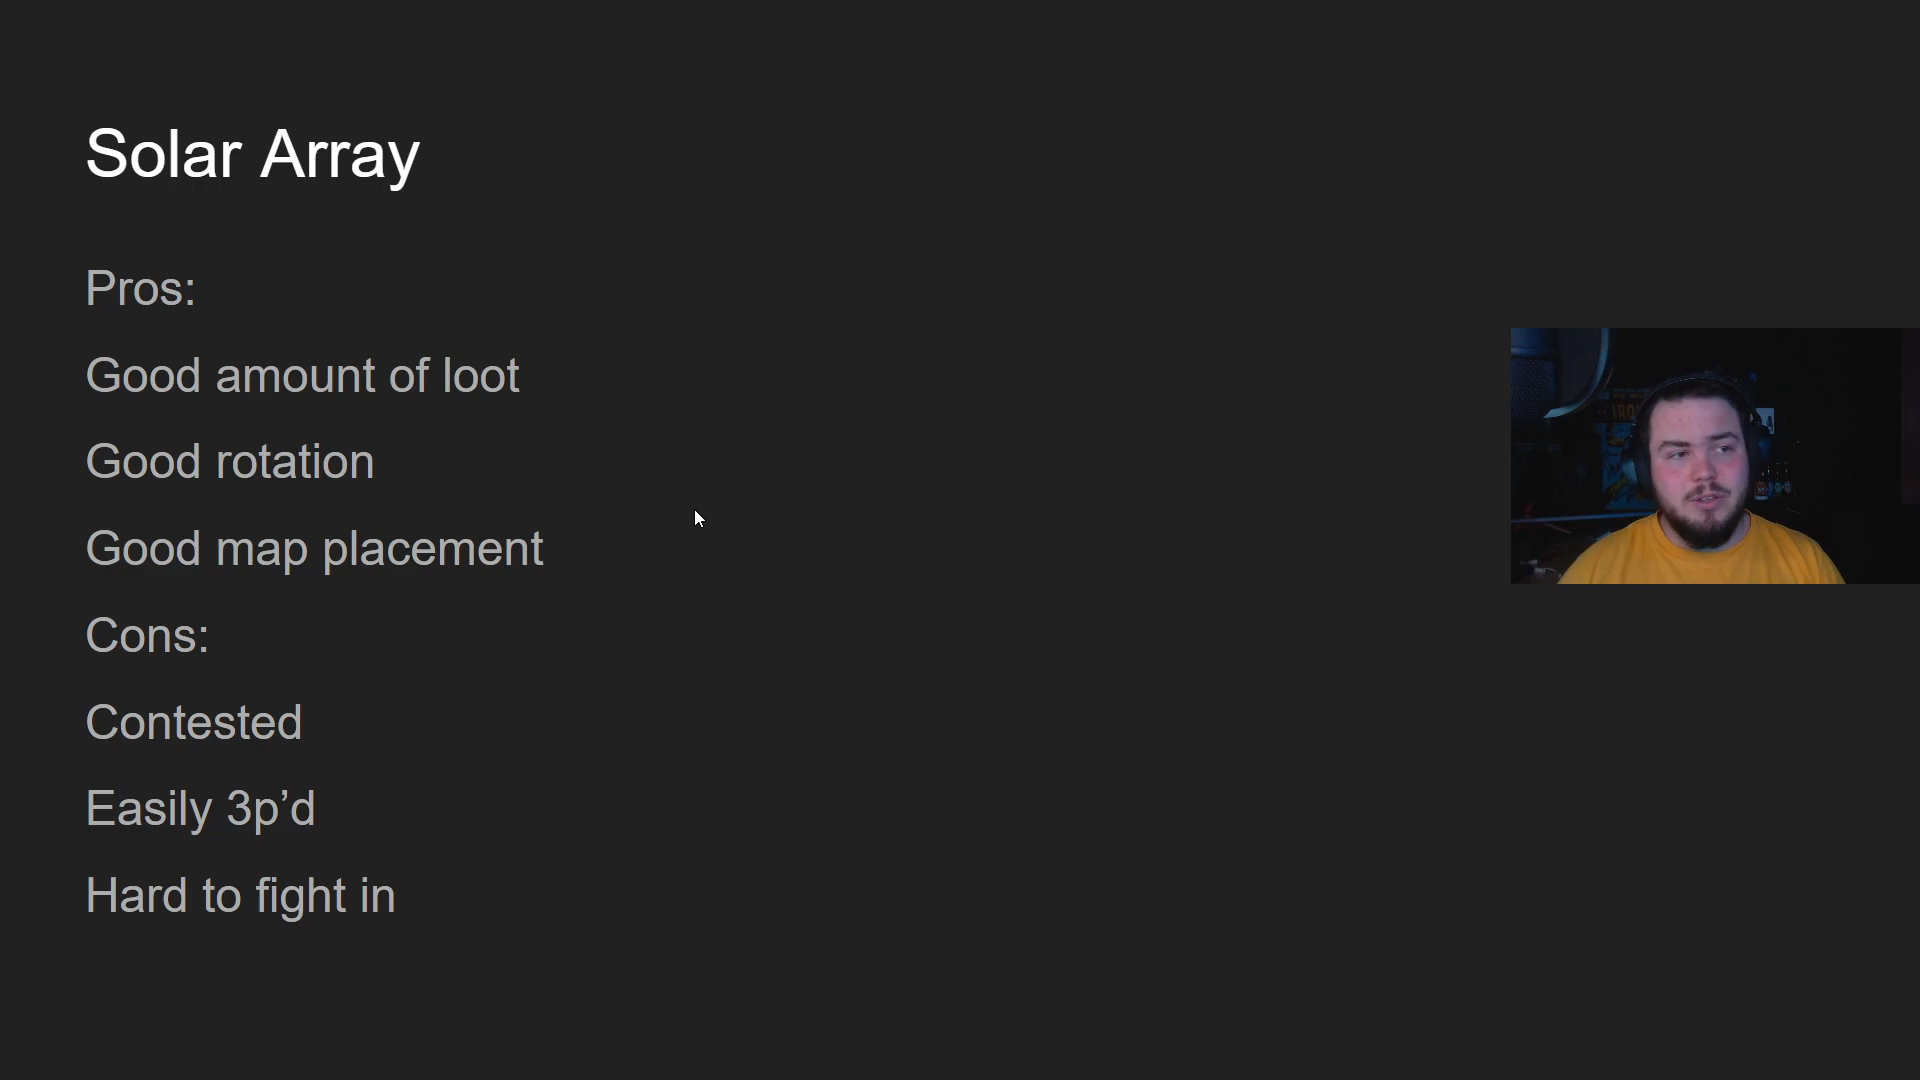 Solar Array
Pros:
Good amount of loot
Good rotation
Good map placement
Cons:
Contested
Easily 3p’d
Hard to fight in